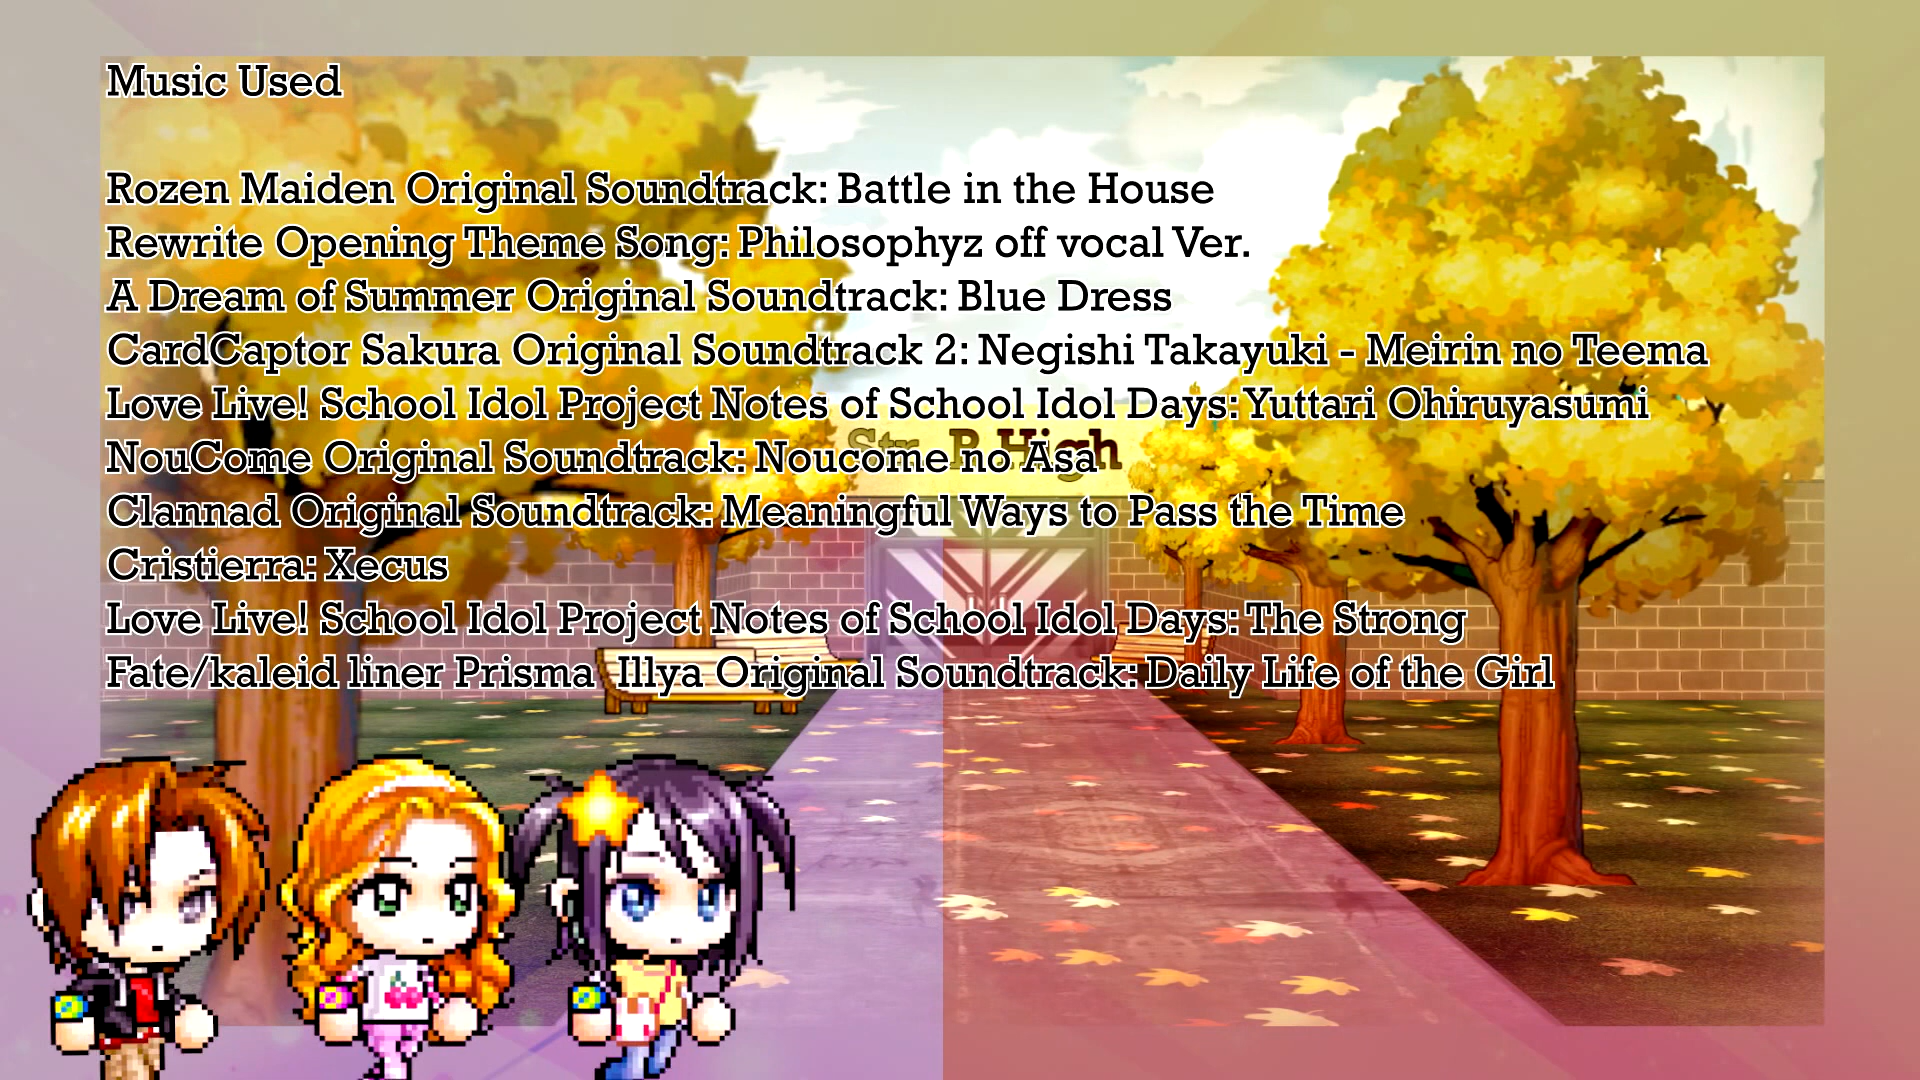 Music Used
Rozen Maiden Original Soundtrack: Battle in the House
Rewrite Opening Theme Song: Philosophyz off vocal Ver.
A Dream of Summer Original Soundtrack: Blue Dress
CardCaptor Sakura Original Soundtrack 2: Negishi Takayuki - Meirin no Teema
Love Live! School Idol Project Notes of School Idol Days: Yuttari Ohiruyasumi
NouCome Original Soundtrack: Noucome no Asa
High
Clannad Original Soundtrack: Meaningful Ways to Pass the Time
Cristierra: Xecus
Love Live! School Idol Project Notes of School Idol Days: The Strong
Fate/kaleid liner Prisma Illya Original Soundtrack: Daily Life of the Girl